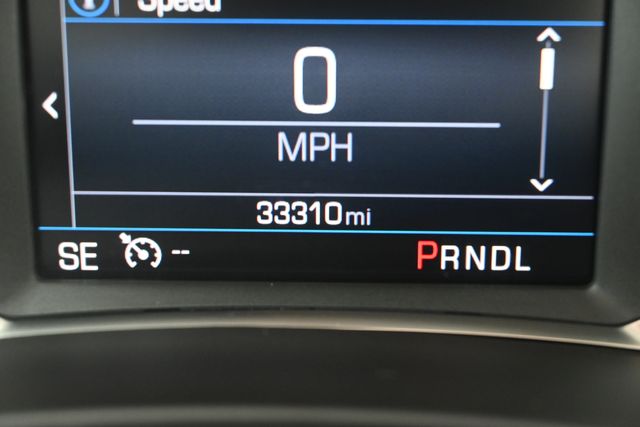 Speed
0
MPH
33310mi
SE --
PRNDL